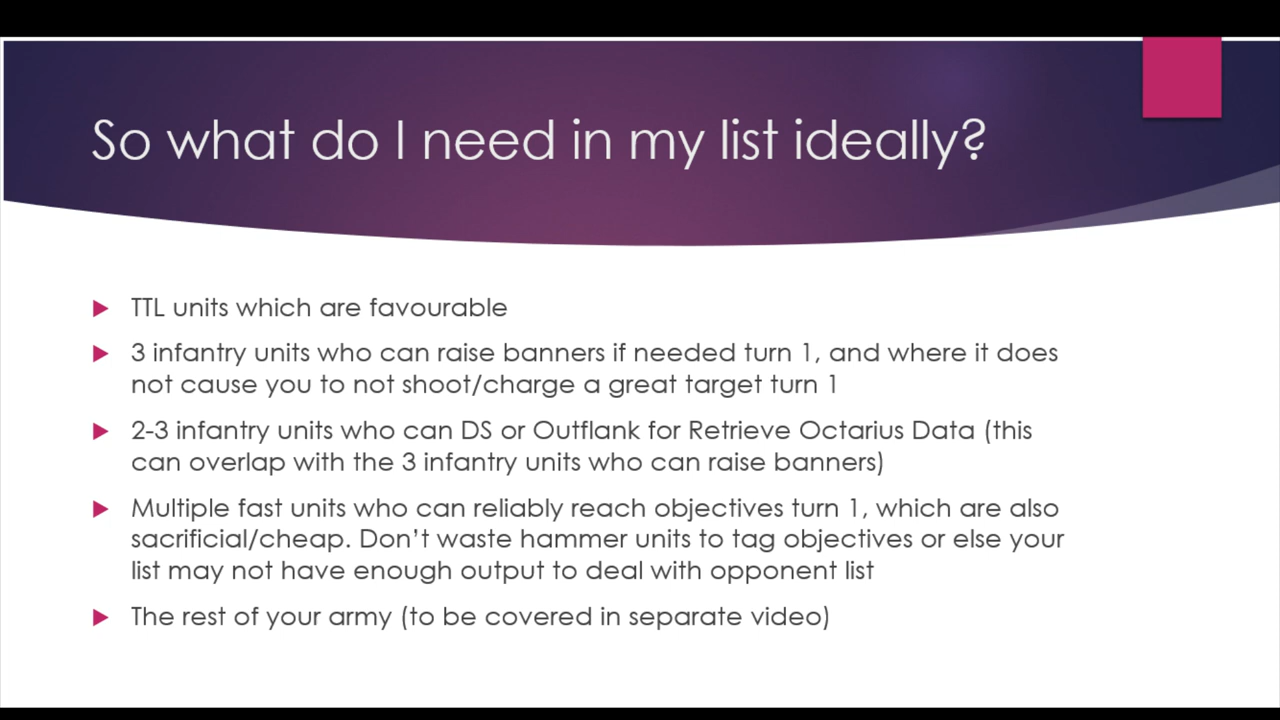 So what do I need in my list ideally?
TTL units which are favourable
3 infantry units who can raise banners if needed turn 1, and where it does
not cause you to not shoot/charge a great target turn 1
2-3 infantry units who can DS or Outflank for Retrieve Octarius Data (this
can overlap with the 3 infantry units who can raise banners)
Multiple fast units who can reliably reach objectives turn 1, which are also
sacrificial/cheap. Don’t waste hammer units to tag objectives or else your
list may not have enough output to deal with opponent list
The rest of your army (to be covered in separate video)